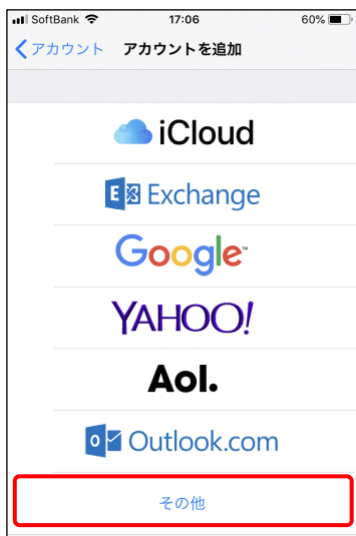 SoftBank 17:06 60%
アカウント アカウントを追加
iCloud
E Exchange
Google
YAHOO!
Aol.
o Outlook.com
その他